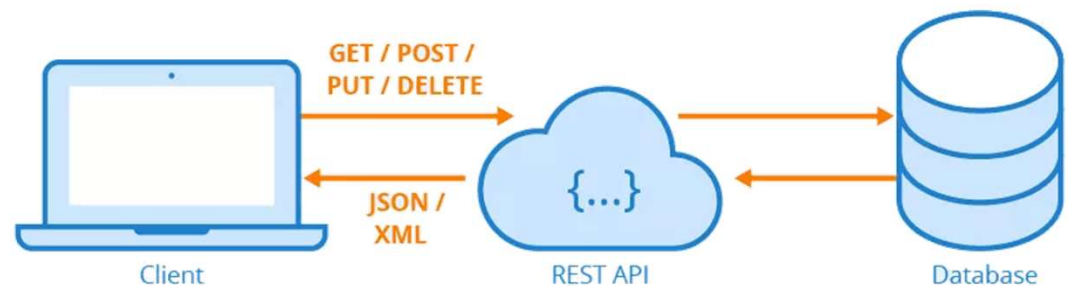 GET / POST /
PUT / DELETE
{...}
JSON /
XML
Client
REST API
Database